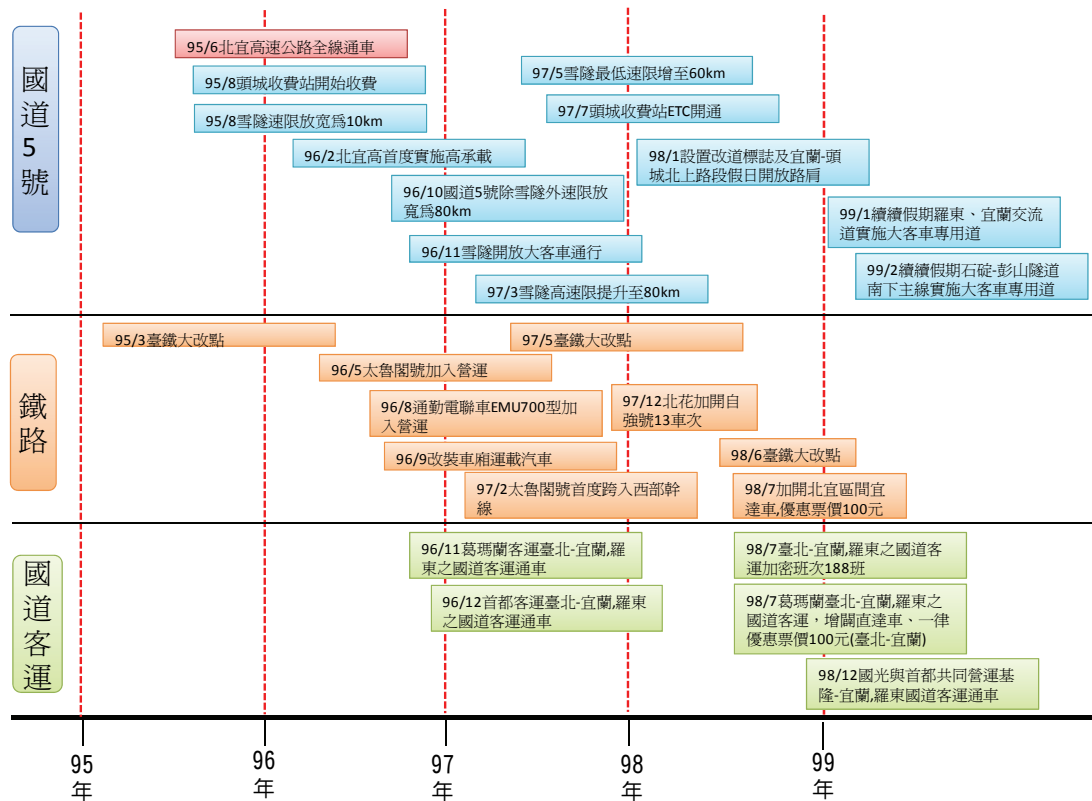 國道5號
95/6北宜高速公路全線通車
95/8頭城收費站開始收費
95/8雪隧速限放宽爲10km
96/2北宜高首度實施高承載
96/10國道5號除雪隧外速限放
寬爲80km
96/11雪隧開放大客車通行
97/3雪隧高速限提升至80km
97/5雪隧最低速限增至60km
97/7頭城收費站ETC開通
98/1設置改道標誌及宜蘭-頭
城北上路段假日開放路肩
99/1續續假期羅東、宜蘭交流
道實施大客車專用道
99/2續續假期石碇-彭山隧道
南下主線實施大客車專用道
鐵路
95/3臺鐵大改點
96/5太魯閣號加入營運
96/8通勤電聯車EMU700型加
入營運
96/9改裝車廂運載汽車
97/2太魯閣號首度跨入西部幹
線
97/5臺鐵大改點
97/12北花加開自
強號13車次
98/6臺鐵大改點
98/7加開北宜區間宜
達車,優惠票價100元
國道客運
96/11葛瑪蘭客運臺北-宜蘭,羅
東之國道客運通車
96/12首都客運臺北-宜蘭,羅東
之國道客運通車
98/7臺北-宜蘭,羅東之國道客
運加密班次188班
98/7葛瑪蘭臺北-宜蘭,羅東之
國道客運，增闢直達車、一律
優惠票價100元(臺北-宜蘭)
98/12國光與首都共同營運基
隆-宜蘭,羅東國道客運通車
95
年
96
年
97
年
98
年
99
年